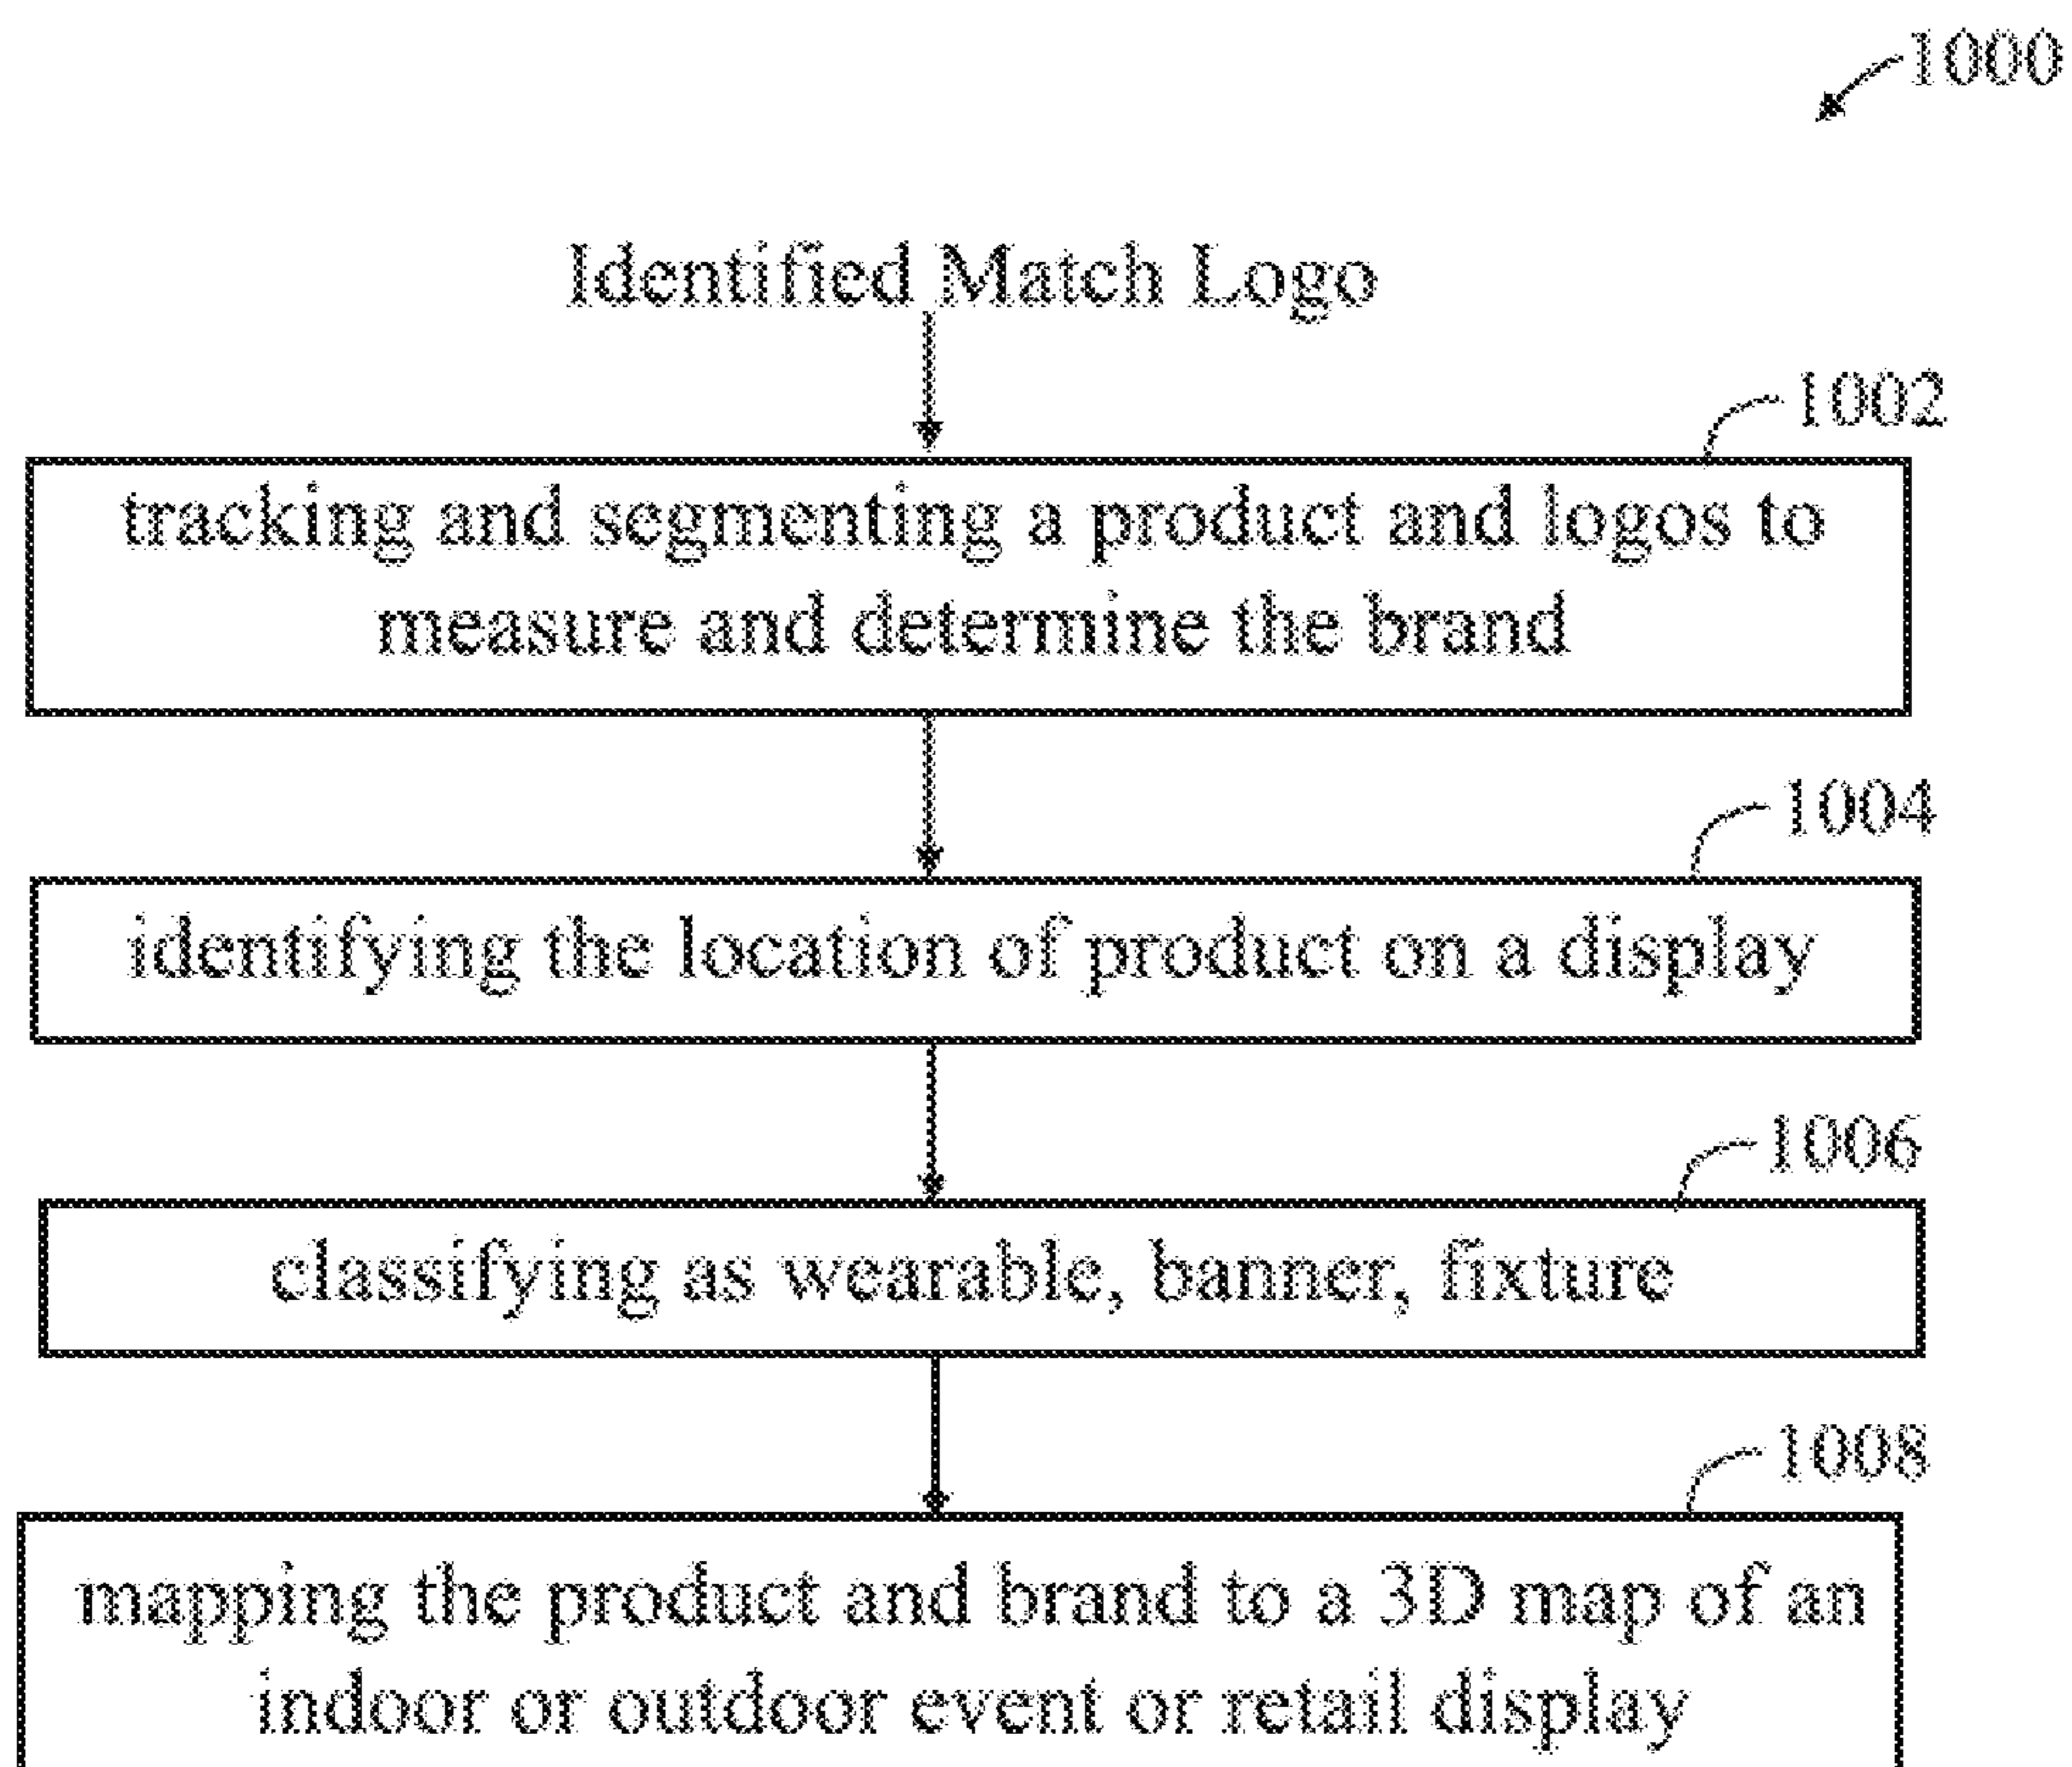 1000
Identified Match Logo
1002
tracking and segmenting a product and logos to
measure and determine the brand
1004
identifying the location of product on a display
1006
classifying as wearable, banner, fixture
1008
mapping the product and brand to a 3D map of an
indoor or outdoor event or retail display